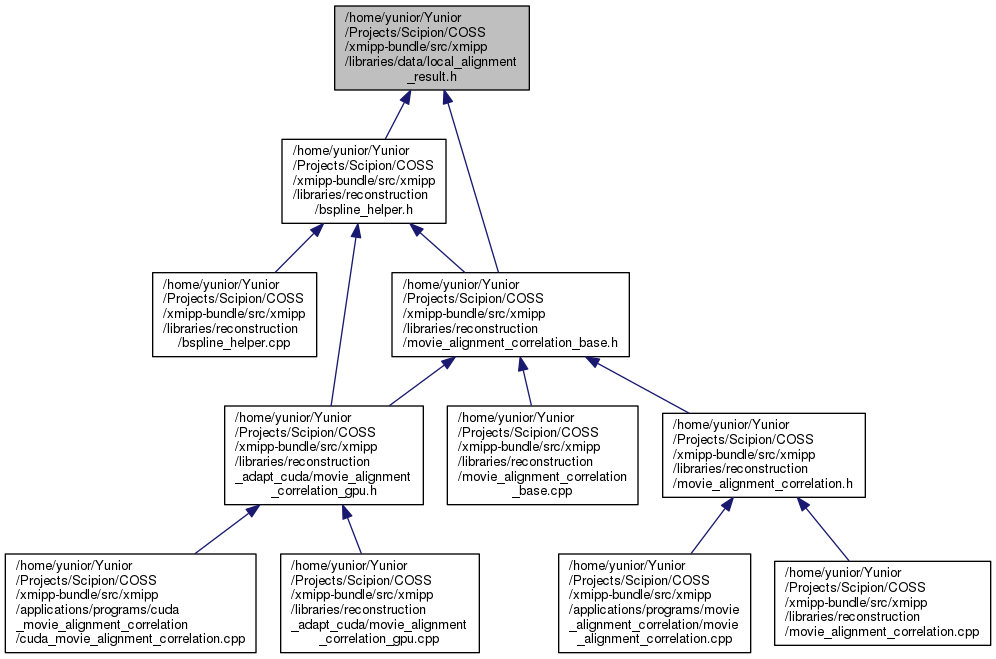 /home/yunior/Yunior
/Projects/Scipion/COSS
/xmipp-bundle/src/xmipp
/libraries/data/local_alignment
_result.h
/home/yunior/Yunior
/Projects/Scipion/COSS
/xmipp-bundle/src/xmipp
/libraries/reconstruction
/bspline_helper.h
/home/yunior/Yunior
/Projects/Scipion/COSS
/xmipp-bundle/src/xmipp
/libraries/reconstruction
/bspline_helper.cpp
/home/yunior/Yunior
/Projects/Scipion/COSS
/xmipp-bundle/src/xmipp
/libraries/reconstruction
/movie_alignment_correlation_base.h
/home/yunior/Yunior
/Projects/Scipion/COSS
/xmipp-bundle/src/xmipp
/libraries/reconstruction
_adapt_cuda/movie_alignment
_correlation_gpu.h
/home/yunior/Yunior
/Projects/Scipion/COSS
/xmipp-bundle/src/xmipp
/libraries/reconstruction
/movie_alignment_correlation
_base.cpp
/home/yunior/Yunior
/Projects/Scipion/COSS
/xmipp-bundle/src/xmipp
/libraries/reconstruction
/movie_alignment_correlation.h
/home/yunior/Yunior
/Projects/Scipion/COSS
/xmipp-bundle/src/xmipp
/applications/programs/cuda
_movie_alignment_correlation
/cuda_movie_alignment_correlation.cpp
/home/yunior/Yunior
/Projects/Scipion/COSS
/xmipp-bundle/src/xmipp
/libraries/reconstruction
_adapt_cuda/movie_alignment
_correlation_gpu.cpp
/home/yunior/Yunior
/Projects/Scipion/COSS
/xmipp-bundle/src/xmipp
/applications/programs/movie
_alignment_correlation/movie
_alignment_correlation.cpp
/home/yunior/Yunior
/Projects/Scipion/COSS
/xmipp-bundle/src/xmipp
/libraries/reconstruction
/movie_alignment_correlation.cpp